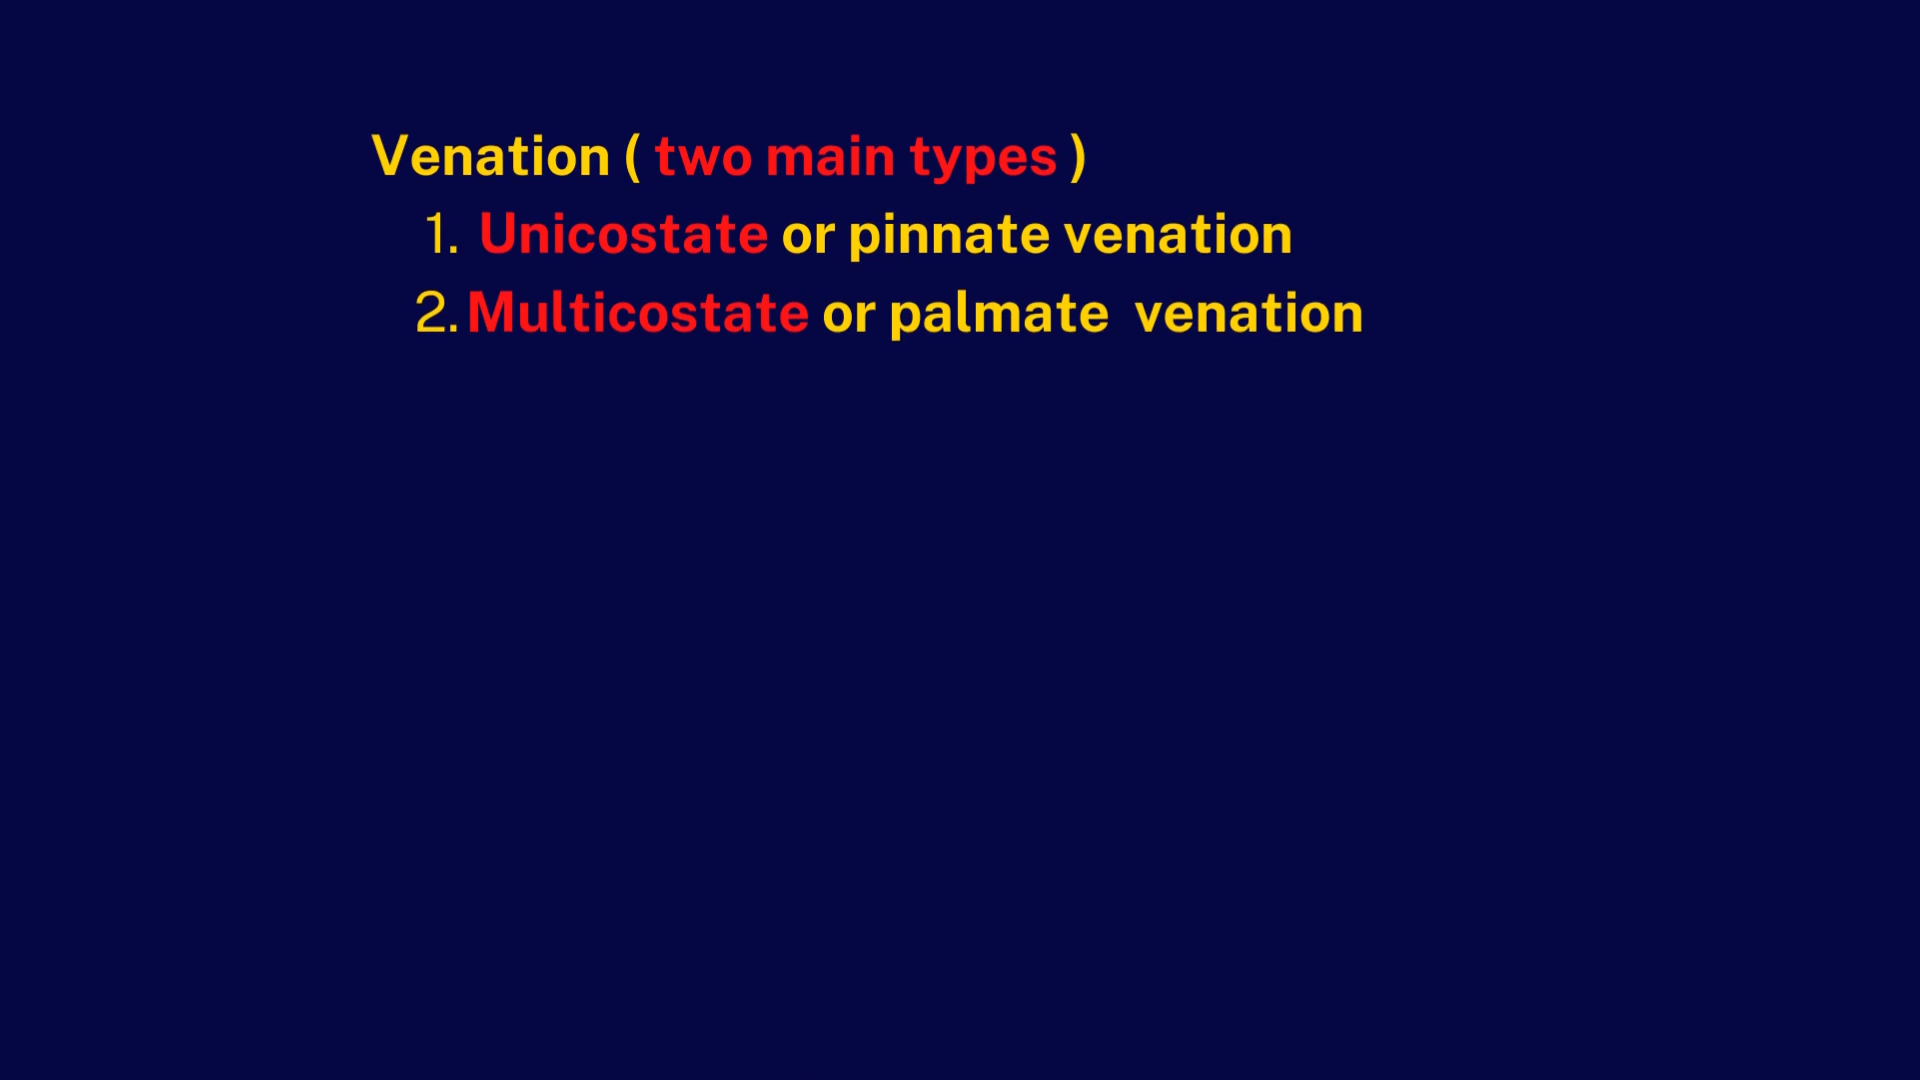 Venation ( two main types )
1. Unicostate or pinnate venation
2. Multicostate or palmate venation